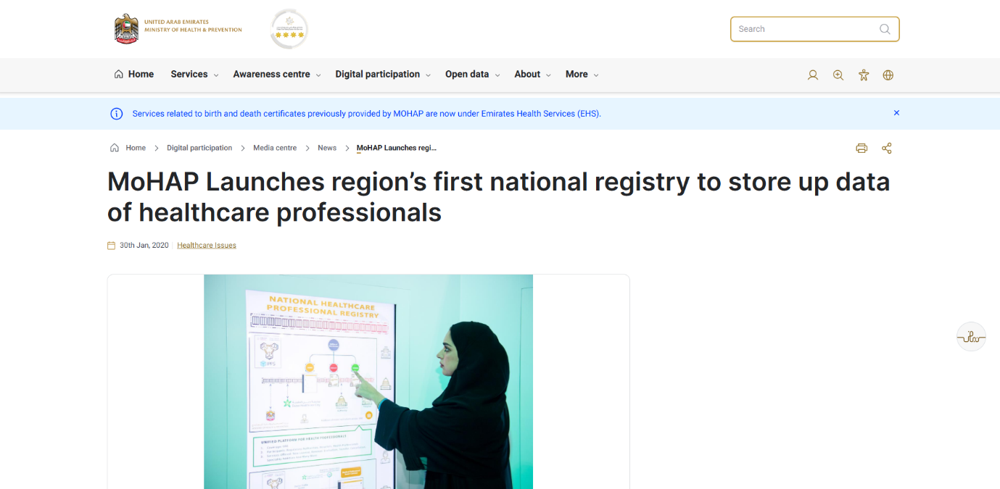 UNITED ARAB EMIRATES
MINISTRY OF HEALTH & PREVENTION
Search
Home
Services
Awareness centre
Digital participation
Open data
About
More
Services related to birth and death certificates previously provided by MOHAP are now under Emirates Health Services (EHS).
Home
Digital participation
Media centre
News
MoHAP Launches regi...
MoHAP Launches region’s first national registry to store up data
of healthcare professionals
30th Jan, 2020
Healthcare Issues
NATIONAL HEALTHCARE
PROFESSIONAL REGISTRY
IPFS
UNIFIED PLATFORM FOR HEALTH PROFESSIONALS